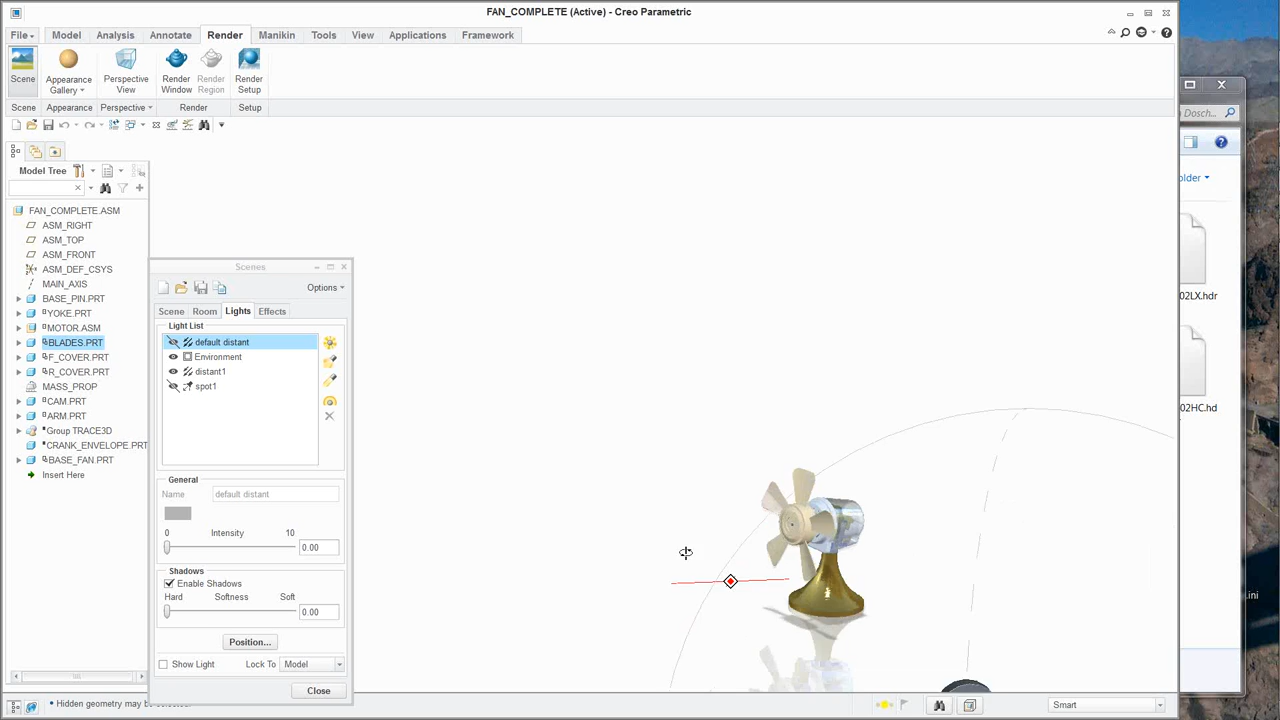 FAN_COMPLETE (Active) - Creo Parametric
File
Model
Analysis
Annotate
Render
Manikin
Tools
View
Applications
Framework
Scene
Appearance Gallery
Perspective View
Render Window
Render Region
Render Setup
Scene
Appearance
Perspective
Render
Setup
Dosch...
older
Model Tree
FAN_COMPLETE.ASM
ASM_RIGHT
ASM_TOP
ASM_FRONT
ASM_DEF_CSYS
MAIN_AXIS
BASE_PIN.PRT
YOKE.PRT
MOTOR.ASM
BLADES.PRT
F_COVER.PRT
R_COVER.PRT
MASS_PROP
CAM.PRT
ARM.PRT
Group TRACE3D
CRANK_ENVELOPE.PRT
BASE_FAN.PRT
Insert Here
Scenes
Options
Scene
Room
Lights
Effects
Light List
default distant
Environment
distant1
spot1
General
Name
default distant
0 Intensity 10
0.00
Shadows
Enable Shadows
Hard Softness Soft
0.00
Position...
Show Light
Lock To
Model
Close
02LX.hdr
02HC.hd
.ini
• Hidden geometry may be selected.
Smart